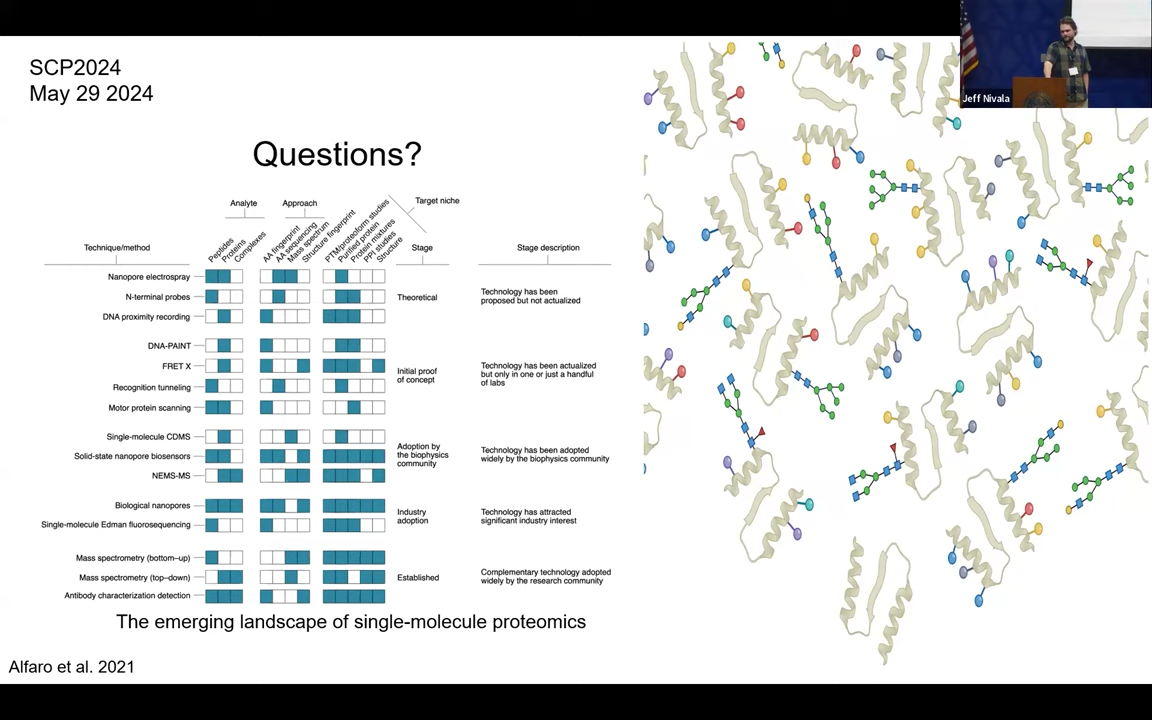 SCP2024
May 29 2024
Jeff Nivala
Questions?
Analyte
Approach
Target niche
Technique/method
Peptides
Proteins
Complexes
AA fingerprint
AA sequencing
Mass spectrum
Structure fingerprint
PTM/proteoform studies
Purified protein
Protein mixtures
PPI studies
Structure
Stage
Stage description
Nanopore electrospray
N-terminal probes
DNA proximity recording
Theoretical
Technology has been
proposed but not actualized
DNA-PAINT
FRET X
Recognition tunneling
Motor protein scanning
Initial proof
of concept
Technology has been actualized
but only in one or just a handful
of labs
Single-molecule CDMS
Solid-state nanopore biosensors
NEMS-MS
Adoption by
the biophysics
community
Technology has been adopted
widely by the biophysics community
Biological nanopores
Single-molecule Edman fluorosequencing
Industry
adoption
Technology has attracted
significant industry interest
Mass spectrometry (bottom–up)
Mass spectrometry (top–down)
Antibody characterization detection
Established
Complementary technology adopted
widely by the research community
The emerging landscape of single-molecule proteomics
Alfaro et al. 2021